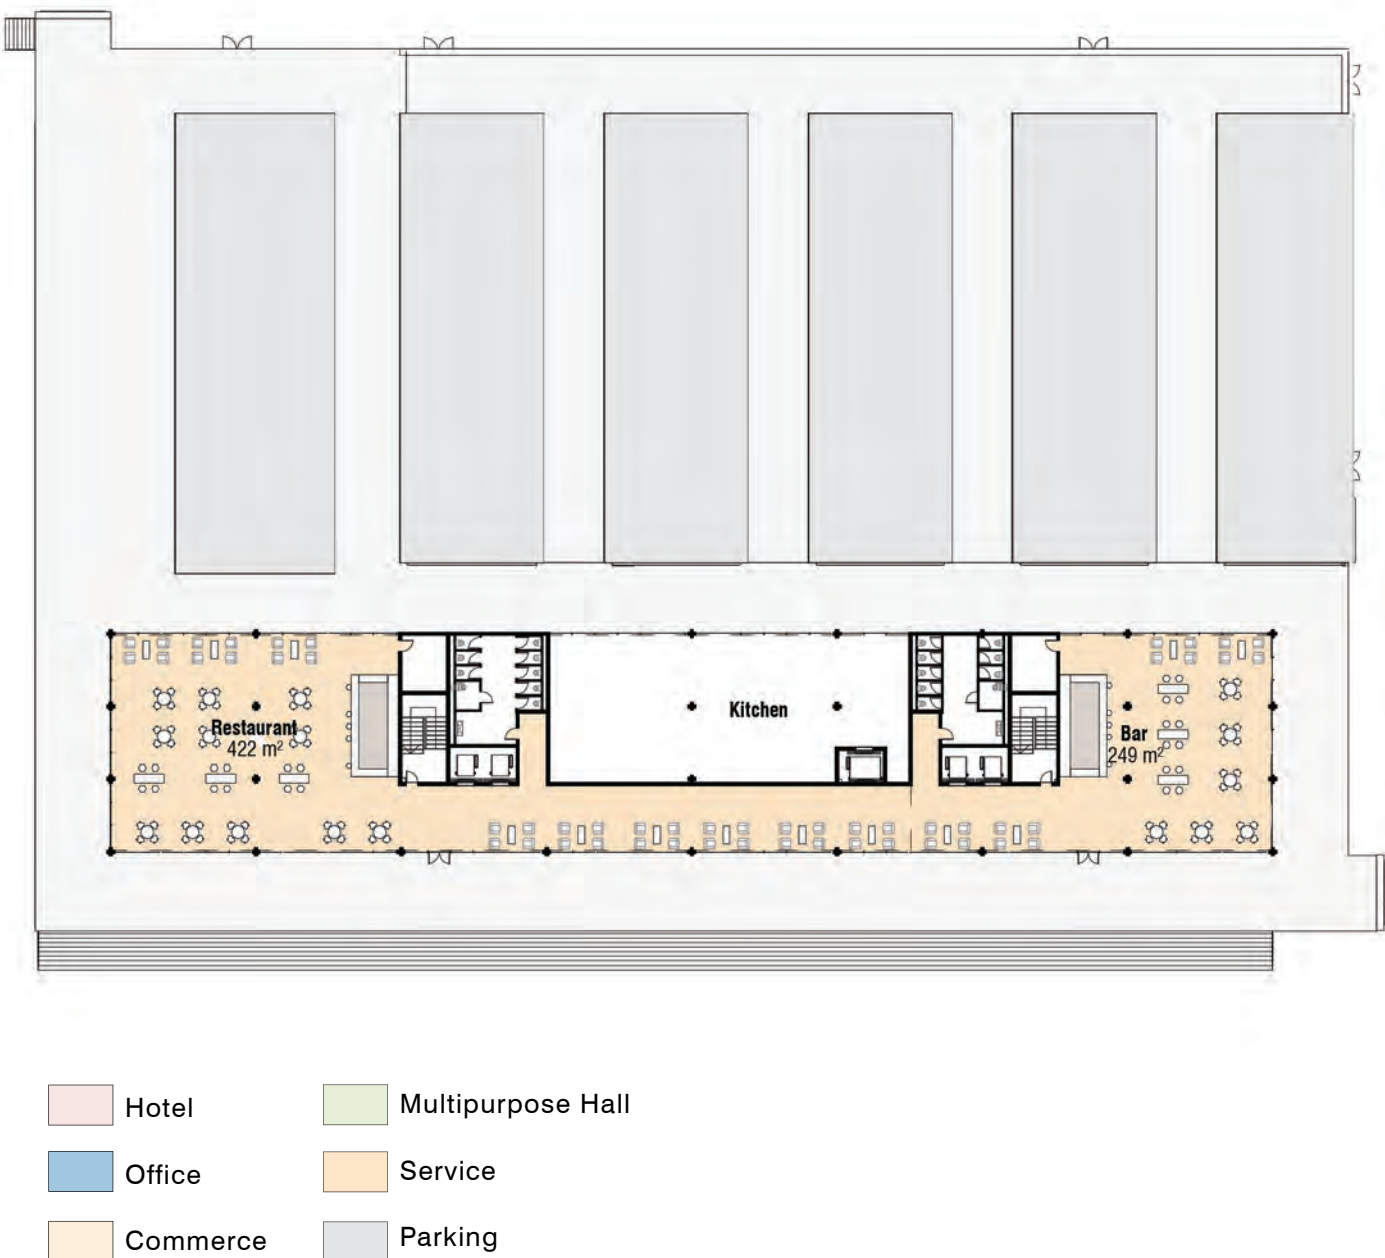 Restaurant
422 m²
Kitchen
Bar
249 m²
Hotel
Multipurpose Hall
Office
Service
Commerce
Parking